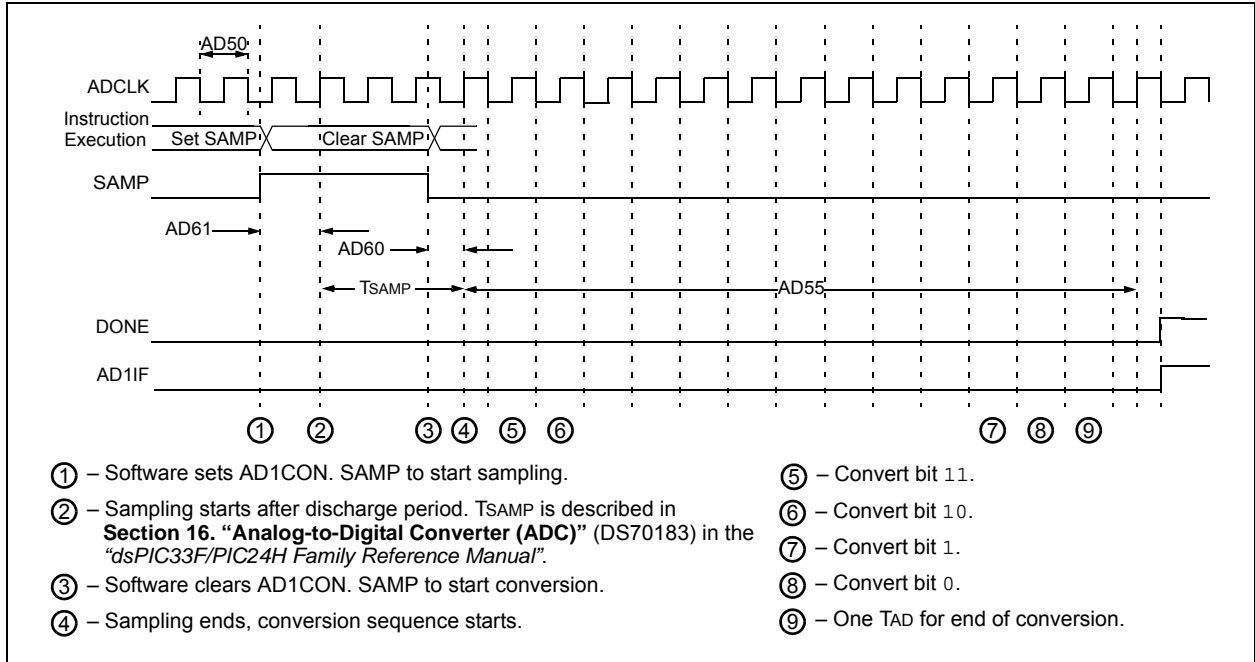 AD50
ADCLK
Instruction
Execution
Set SAMP
Clear SAMP
SAMP
AD61
AD60
TSAMP
AD55
DONE
AD1IF
1 2 3 4 5 6 7 8 9
1 – Software sets AD1CON. SAMP to start sampling.
2 – Sampling starts after discharge period. TSAMP is described in
Section 16. “Analog-to-Digital Converter (ADC)” (DS70183) in the
“dsPIC33F/PIC24H Family Reference Manual”.
3 – Software clears AD1CON. SAMP to start conversion.
4 – Sampling ends, conversion sequence starts.
5 – Convert bit 11.
6 – Convert bit 10.
7 – Convert bit 1.
8 – Convert bit 0.
9 – One TAD for end of conversion.